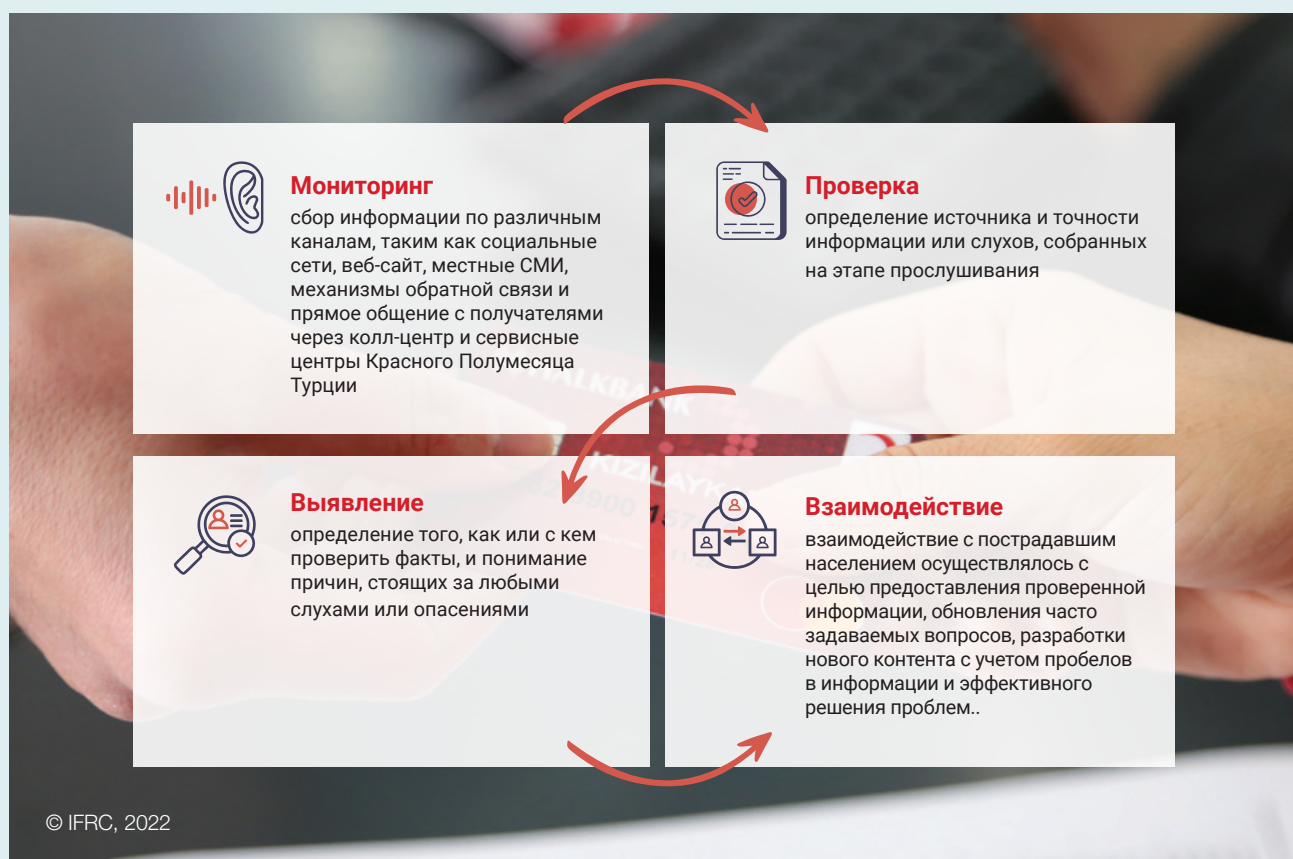 Мониторинг
сбор информации по различным
каналам, таким как социальные
сети, веб-сайт, местные СМИ,
механизмы обратной связи и
прямое общение с получателями
через колл-центр и сервисные
центры Красного Полумесяца
Турции
Проверка
определение источника и точности
информации или слухов, собранных
на этапе прослушивания
Выявление
определение того, как или с кем
проверить факты, и понимание
причин, стоящих за любыми
слухами или опасениями
Взаимодействие
взаимодействие с пострадавшим
населением осуществлялось с
целью предоставления проверенной
информации, обновления часто
задаваемых вопросов, разработки
нового контента с учетом пробелов
в информации и эффективного
решения проблем..
HALKBANK
© IFRC, 2022